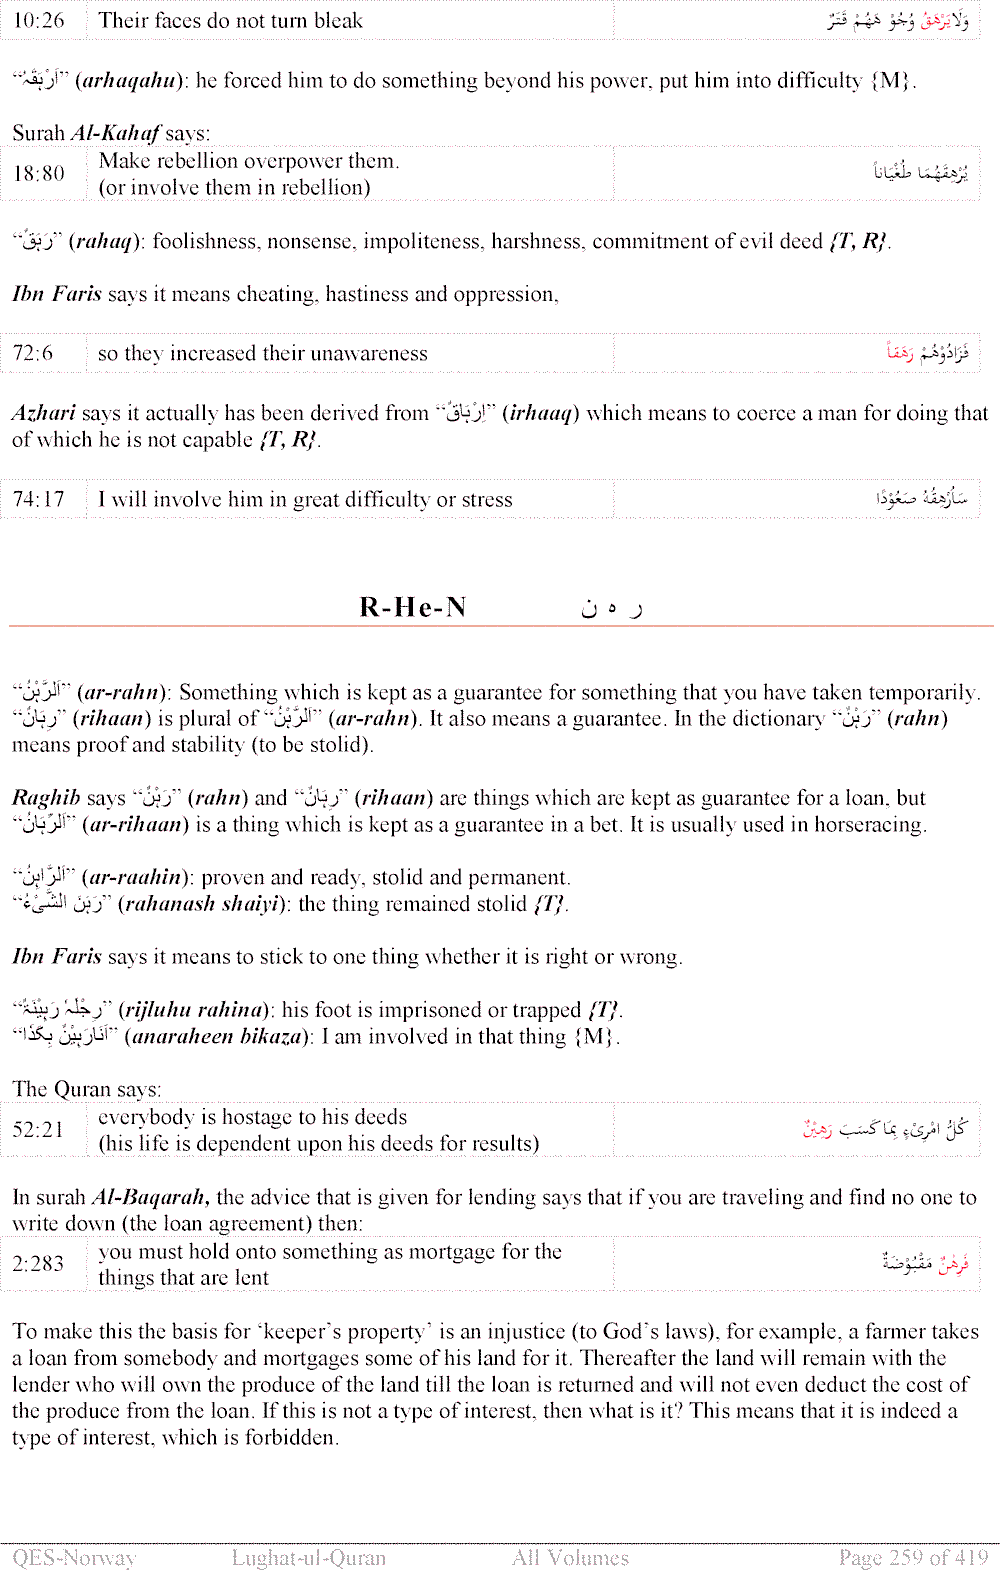 10:26 Their faces do not turn bleak وَلَايَرْهَقُ وُجُوْ هَهُمْ قَتَرٌ
“اَرْہَقَہٗ” (arhaqahu): he forced him to do something beyond his power, put him into difficulty {M}.
Surah Al-Kahaf says:
18:80 Make rebellion overpower them. يُرْهِقَهُمَا طُغْيَاناً
(or involve them in rebellion)
“رَہَقٌ” (rahaq): foolishness, nonsense, impoliteness, harshness, commitment of evil deed {T, R}.
Ibn Faris says it means cheating, hastiness and oppression,
72:6 so they increased their unawareness فَزَادُوْهُمْ رَهَقاً
Azhari says it actually has been derived from “اِرْہَاقٌ” (irhaaq) which means to coerce a man for doing that
of which he is not capable {T, R}.
74:17 I will involve him in great difficulty or stress سَأُرْهِقُهُ صَعُوْدًا
R-He-N ر ہ ن
“اَلرَّہْنُ” (ar-rahn): Something which is kept as a guarantee for something that you have taken temporarily.
“رِہَانٌ” (rihaan) is plural of “اَلرَّہْنُ” (ar-rahn). It also means a guarantee. In the dictionary “رَہْنٌ” (rahn)
means proof and stability (to be stolid).
Raghib says “رَہْنٌ” (rahn) and “رِہَانٌ” (rihaan) are things which are kept as guarantee for a loan, but
“اَلرِّہَانُ” (ar-rihaan) is a thing which is kept as a guarantee in a bet. It is usually used in horseracing.
“اَلرَّاہِنُ” (ar-raahin): proven and ready, stolid and permanent.
“رَہَنَ الشَّیْءُ” (rahanash shaiyi): the thing remained stolid {T}.
Ibn Faris says it means to stick to one thing whether it is right or wrong.
“رِجْلُہٗ رَہِیْنَۃٌ” (rijluhu rahina): his foot is imprisoned or trapped {T}.
“اَنَارَہِیْنٌ بِکَذَا” (anaraheen bikaza): I am involved in that thing {M}.
The Quran says:
52:21 everybody is hostage to his deeds كُلُّ امْرِیءٍ بِمَا كَسَبَ رَهِيْنٌ
(his life is dependent upon his deeds for results)
In surah Al-Baqarah, the advice that is given for lending says that if you are traveling and find no one to
write down (the loan agreement) then:
2:283 you must hold onto something as mortgage for the فَرِهٰنٌ مَقْبُوْضَةٌ
things that are lent
To make this the basis for ‘keeper’s property’ is an injustice (to God’s laws), for example, a farmer takes
a loan from somebody and mortgages some of his land for it. Thereafter the land will remain with the
lender who will own the produce of the land till the loan is returned and will not even deduct the cost of
the produce from the loan. If this is not a type of interest, then what is it? This means that it is indeed a
type of interest, which is forbidden.
QES-Norway Lughat-ul-Quran All Volumes Page 259 of 419